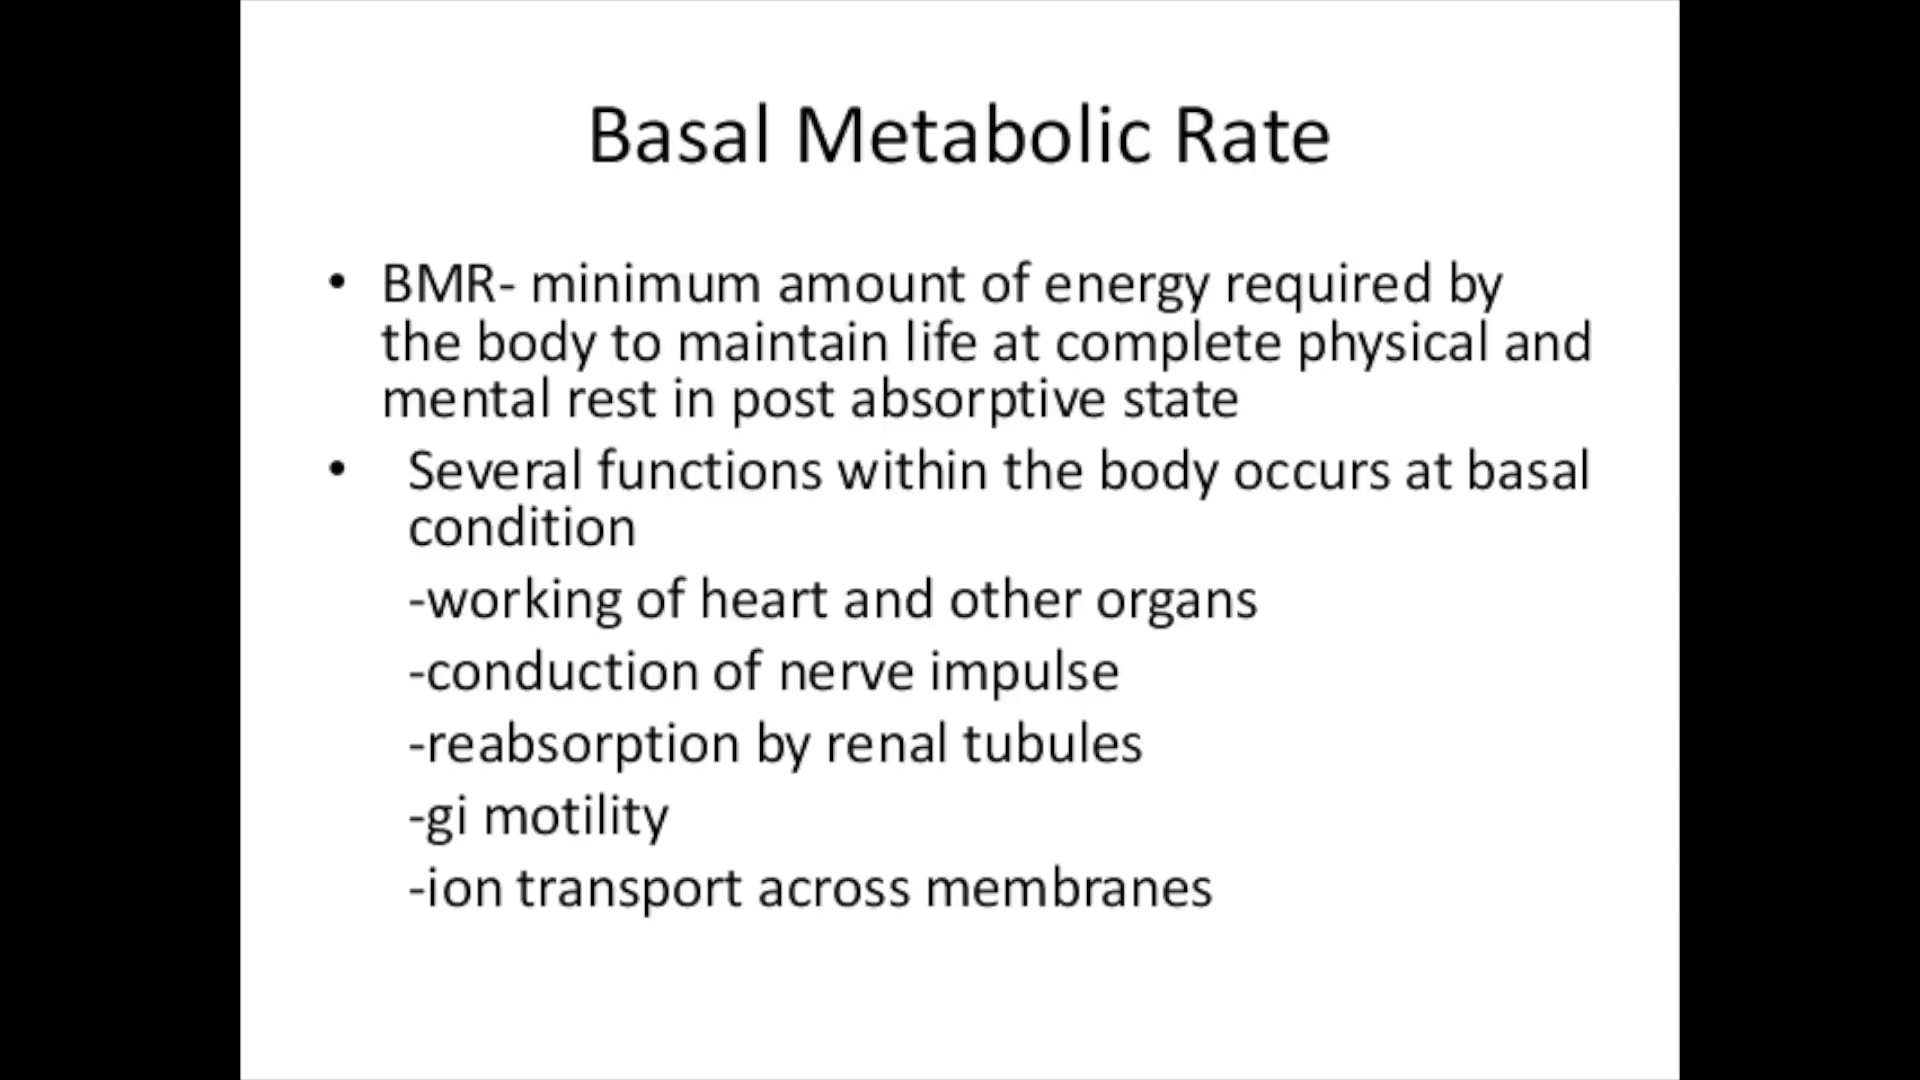 Basal Metabolic Rate
• BMR- minimum amount of energy required by
the body to maintain life at complete physical and
mental rest in post absorptive state
• Several functions within the body occurs at basal
condition
-working of heart and other organs
-conduction of nerve impulse
-reabsorption by renal tubules
-gi motility
-ion transport across membranes